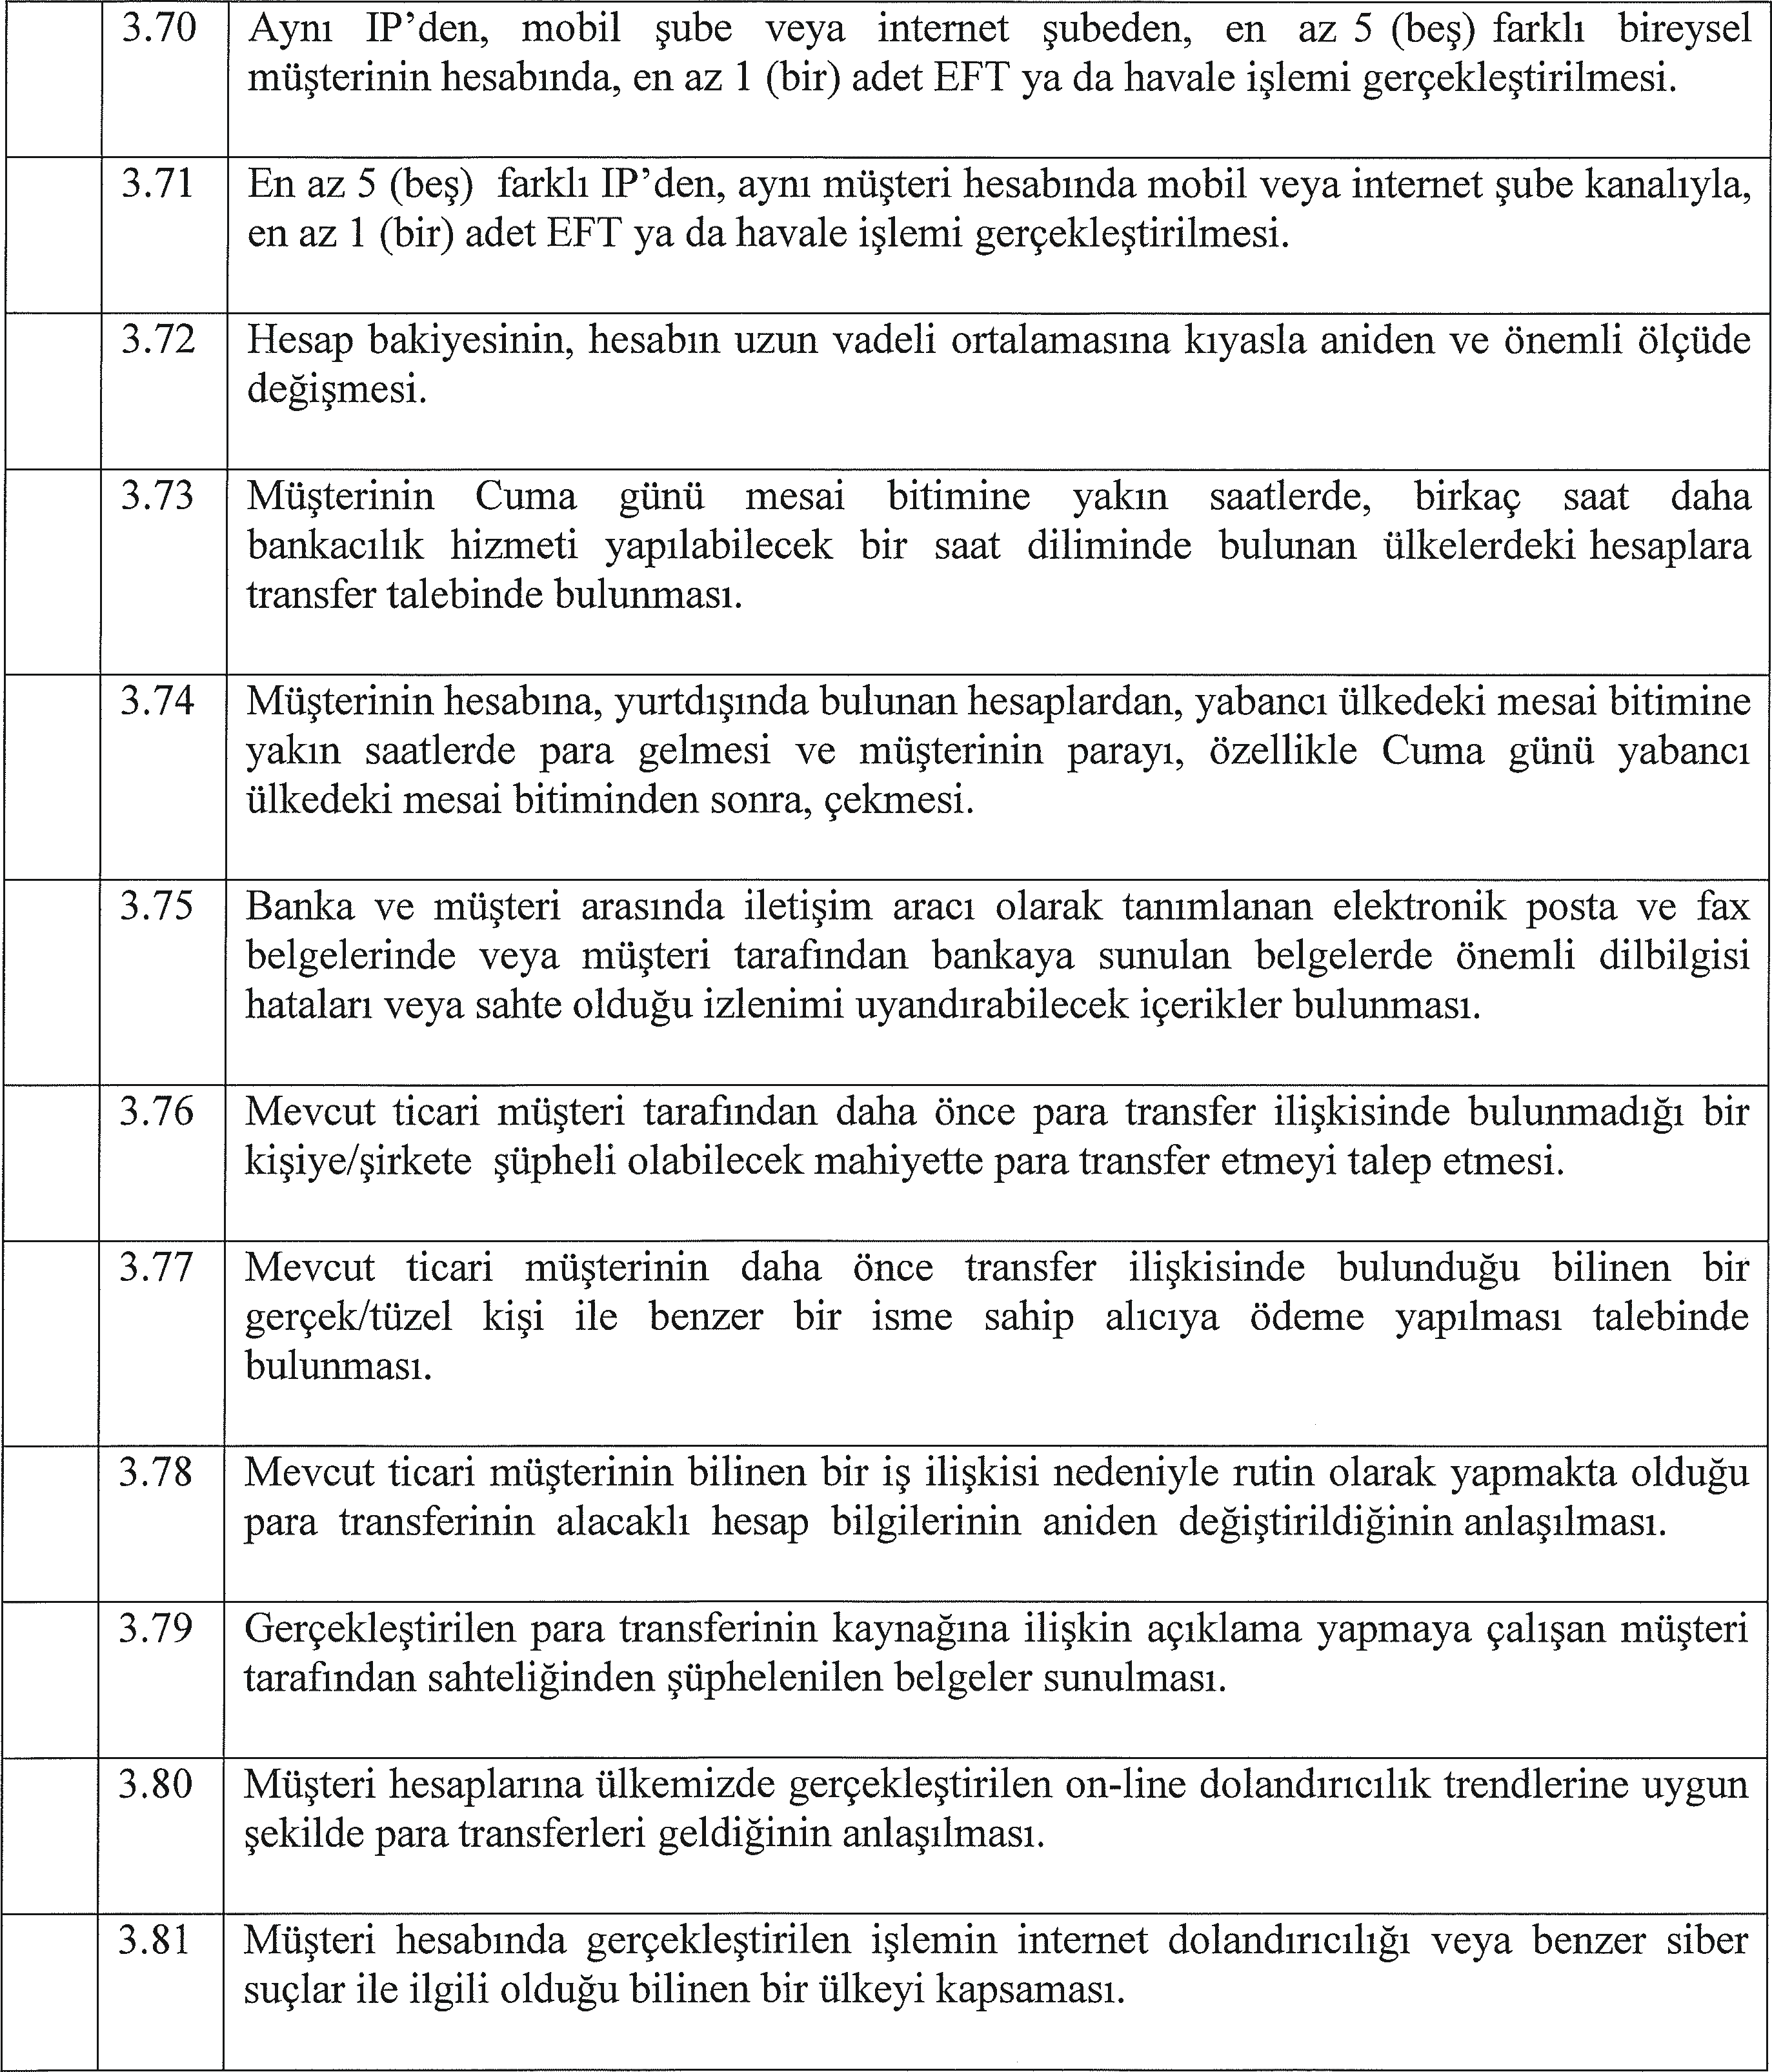 3.70 Aynı IP’den, mobil şube veya internet şubeden, en az 5 (beş) farklı bireysel
müşterinin hesabında, en az 1 (bir) adet EFT ya da havale işlemi gerçekleştirilmesi.
3.71 En az 5 (beş) farklı IP’den, aynı müşteri hesabında mobil veya internet şube kanalıyla,
en az 1 (bir) adet EFT ya da havale işlemi gerçekleştirilmesi.
3.72 Hesap bakiyesinin, hesabın uzun vadeli ortalamasına kıyasla aniden ve önemli ölçüde
değişmesi.
3.73 Müşterinin Cuma günü mesai bitimine yakın saatlerde, birkaç saat daha
bankacılık hizmeti yapılabilecek bir saat diliminde bulunan ülkelerdeki hesaplara
transfer talebinde bulunması.
3.74 Müşterinin hesabına, yurtdışında bulunan hesaplardan, yabancı ülkedeki mesai bitimine
yakın saatlerde para gelmesi ve müşterinin parayı, özellikle Cuma günü yabancı
ülkedeki mesai bitiminden sonra, çekmesi.
3.75 Banka ve müşteri arasında iletişim aracı olarak tanımlanan elektronik posta ve fax
belgelerinde veya müşteri tarafından bankaya sunulan belgelerde önemli dilbilgisi
hataları veya sahte olduğu izlenimi uyandırabilecek içerikler bulunması.
3.76 Mevcut ticari müşteri tarafından daha önce para transfer ilişkisinde bulunmadığı bir
kişiye/şirkete şüpheli olabilecek mahiyette para transfer etmeyi talep etmesi.
3.77 Mevcut ticari müşterinin daha önce transfer ilişkisinde bulunduğu bilinen bir
gerçek/tüzel kişi ile benzer bir isme sahip alıcıya ödeme yapılması talebinde
bulunması.
3.78 Mevcut ticari müşterinin bilinen bir iş ilişkisi nedeniyle rutin olarak yapmakta olduğu
para transferinin alacaklı hesap bilgilerinin aniden değiştirildiğinin anlaşılması.
3.79 Gerçekleştirilen para transferinin kaynağına ilişkin açıklama yapmaya çalışan müşteri
tarafından sahteliğinden şüphelenilen belgeler sunulması.
3.80 Müşteri hesaplarına ülkemizde gerçekleştirilen on-line dolandırıcılık trendlerine uygun
şekilde para transferleri geldiğinin anlaşılması.
3.81 Müşteri hesabında gerçekleştirilen işlemin internet dolandırıcılığı veya benzer siber
suçlar ile ilgili olduğu bilinen bir ülkeyi kapsaması.